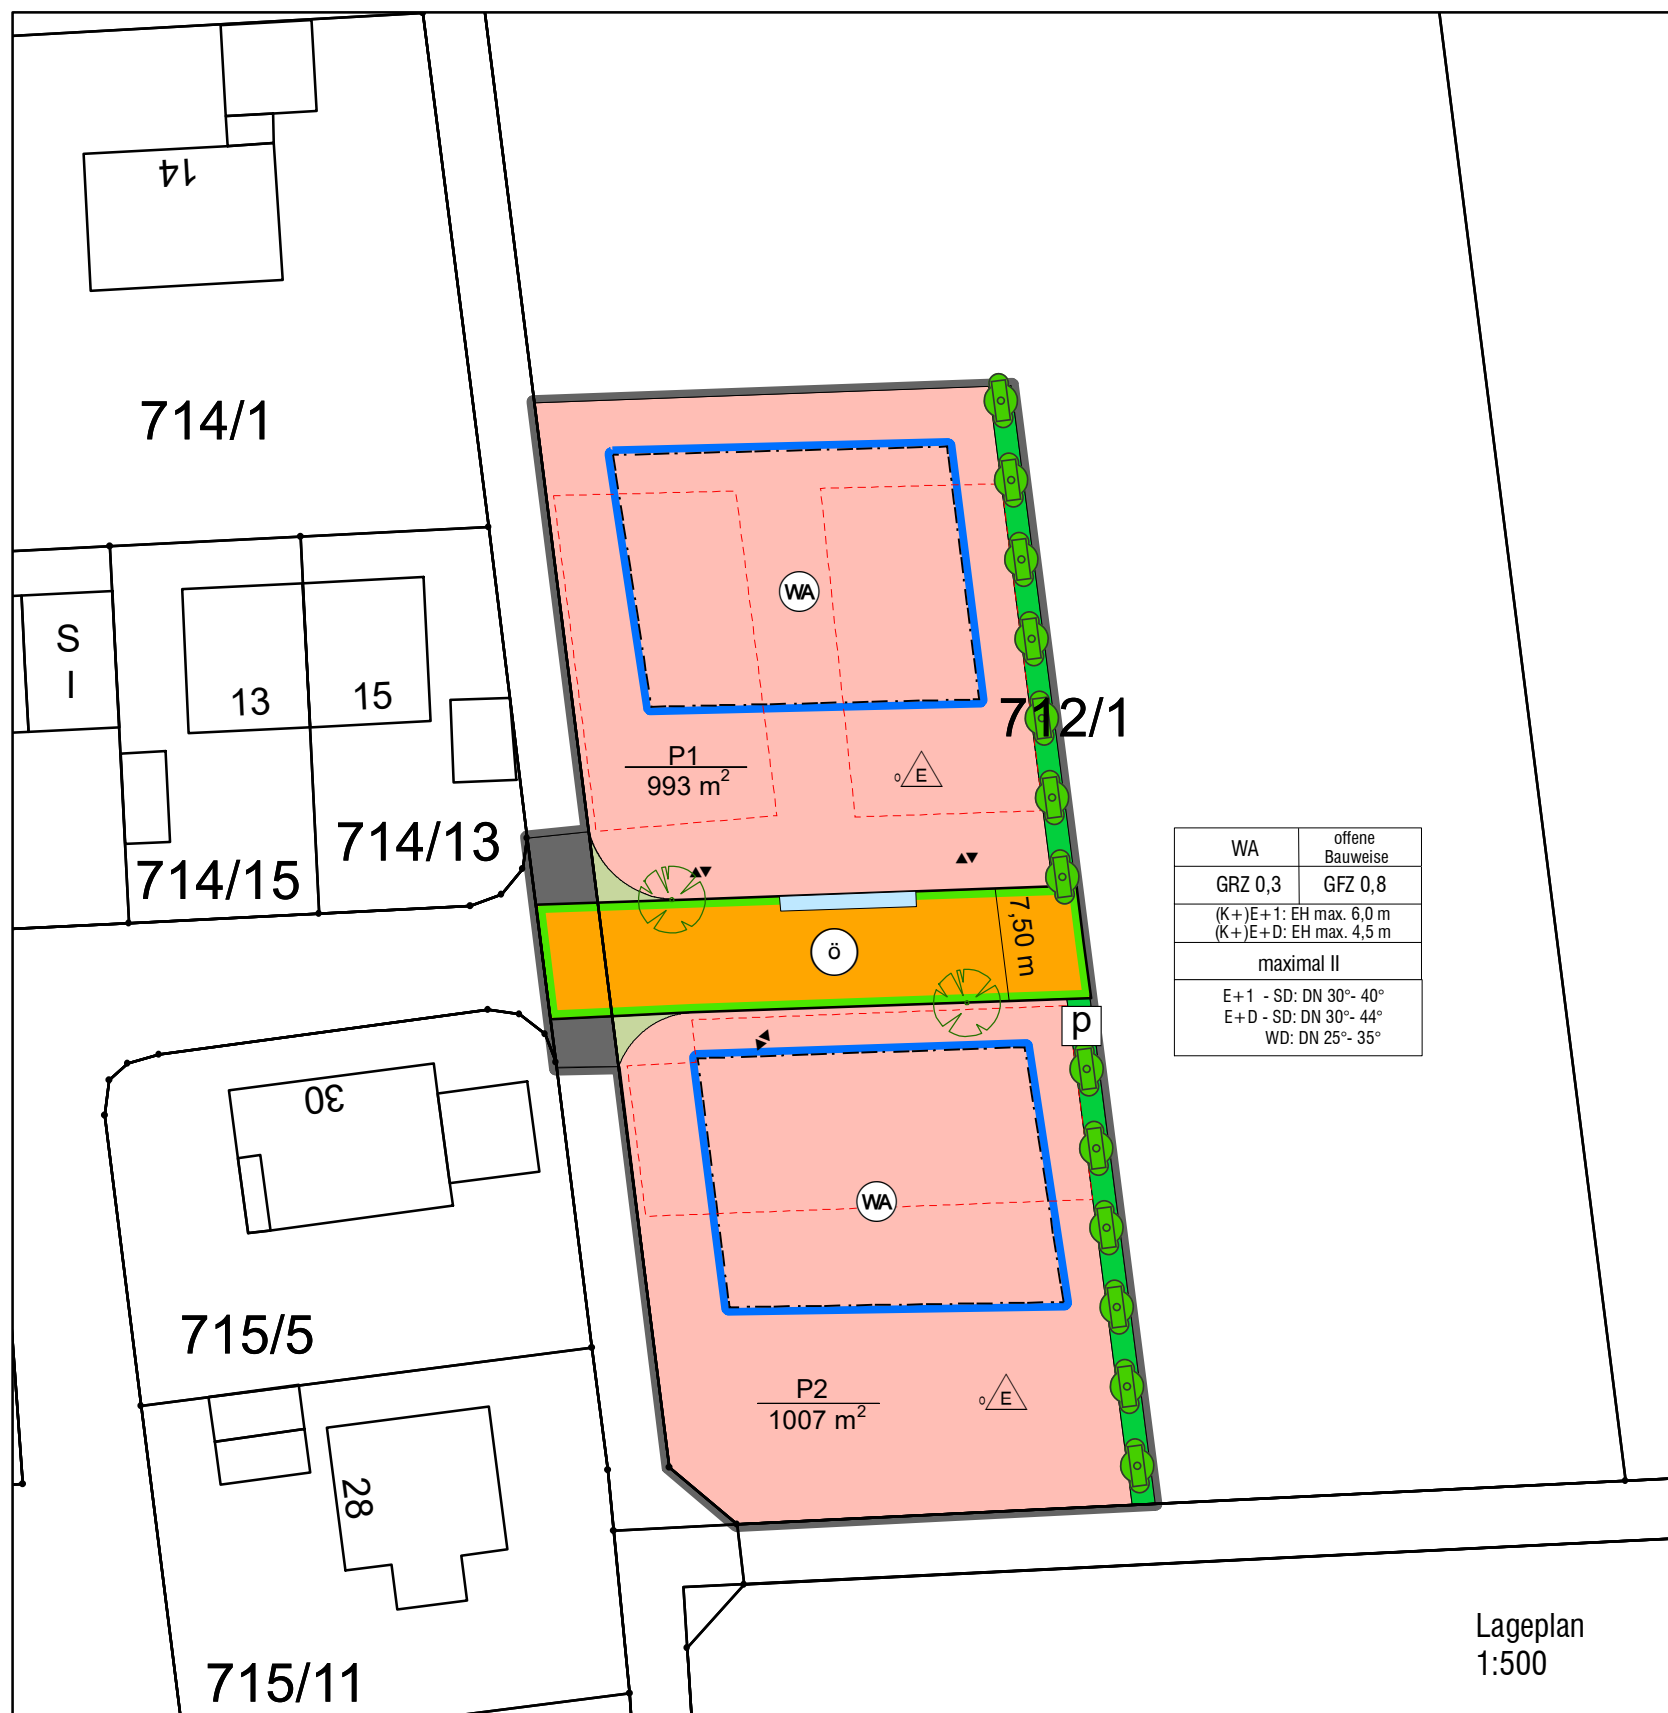 14
714/1
S
I
13
15
714/13
714/15
WA
P1
993 m²
o E
712/1
7,50 m
ö
p
WA
offene
Bauweise
GRZ 0,3
GFZ 0,8
(K+)E+1: EH max. 6,0 m
(K+)E+D: EH max. 4,5 m
maximal II
E+1 - SD: DN 30°- 40°
E+D - SD: DN 30°- 44°
WD: DN 25°- 35°
30
WA
715/5
P2
1007 m²
o E
28
715/11
Lageplan
1:500